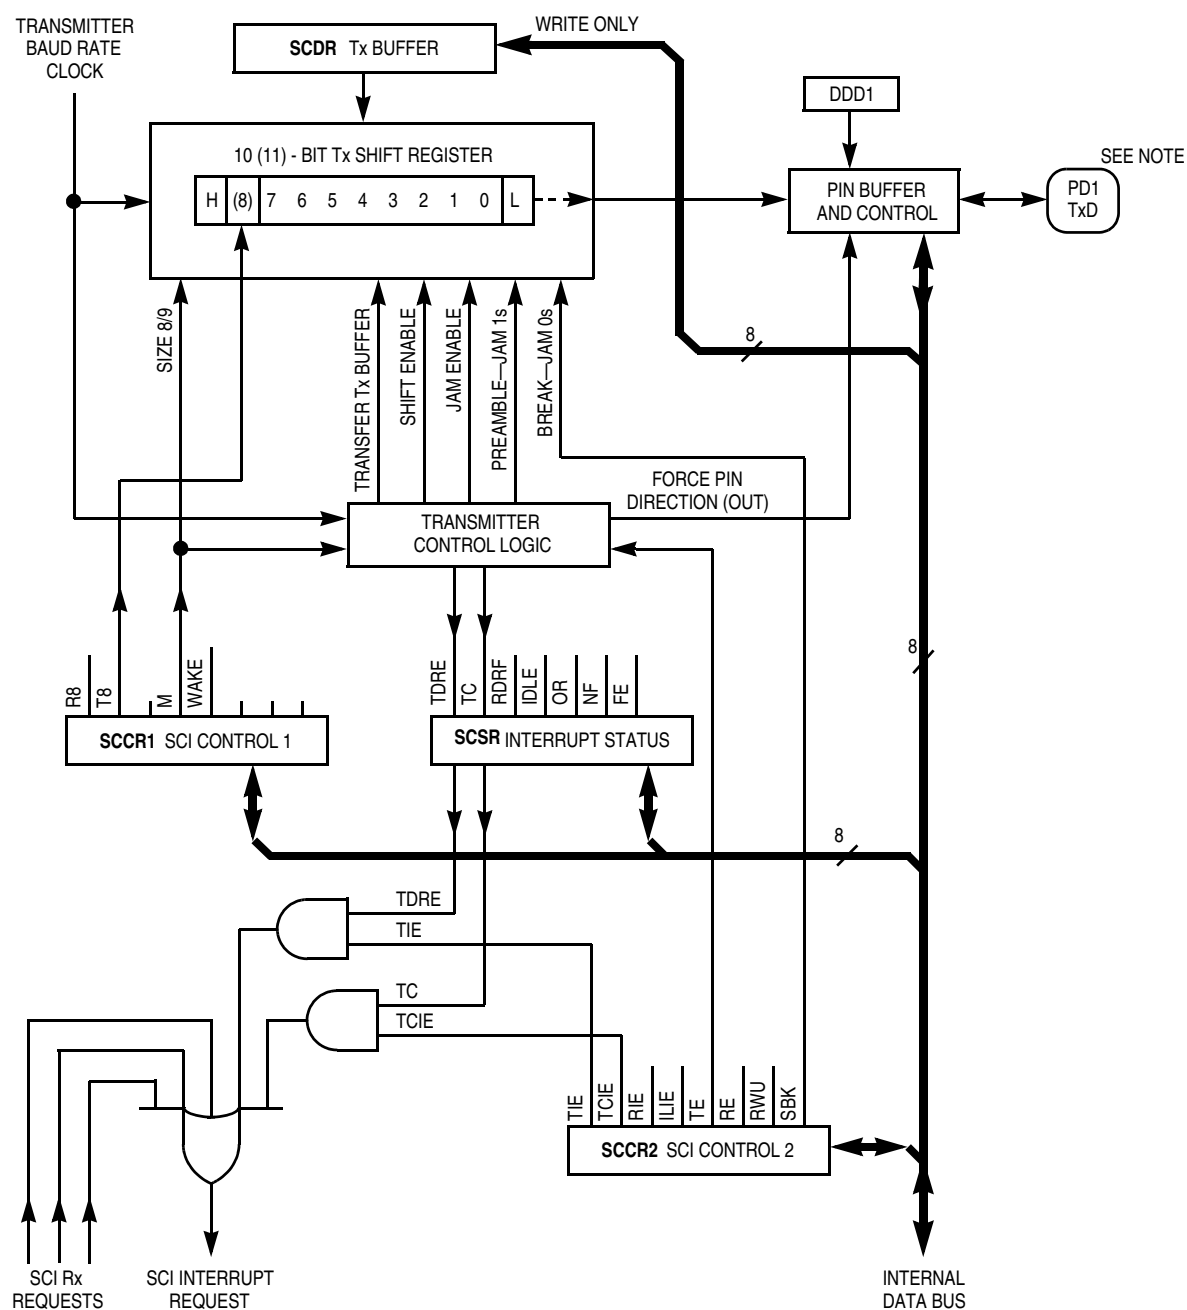 TRANSMITTER
BAUD RATE
CLOCK
SCDR Tx BUFFER
WRITE ONLY
DDD1
10 (11) - BIT Tx SHIFT REGISTER
H (8) 7 6 5 4 3 2 1 0 L
PIN BUFFER
AND CONTROL
SEE NOTE
PD1
TxD
SIZE 8/9
TRANSFER Tx BUFFER
SHIFT ENABLE
JAM ENABLE
PREAMBLE—JAM 1s
BREAK—JAM 0s
8
FORCE PIN
DIRECTION (OUT)
TRANSMITTER
CONTROL LOGIC
8
R8
T8
M
WAKE
TDRE
TC
RDRF
IDLE
OR
NF
FE
SCCR1 SCI CONTROL 1
SCSR INTERRUPT STATUS
8
TDRE
TIE
TC
TCIE
TIE
TCIE
RIE
ILIE
TE
RE
RWU
SBK
SCCR2 SCI CONTROL 2
SCI Rx
REQUESTS
SCI INTERRUPT
REQUEST
INTERNAL
DATA BUS